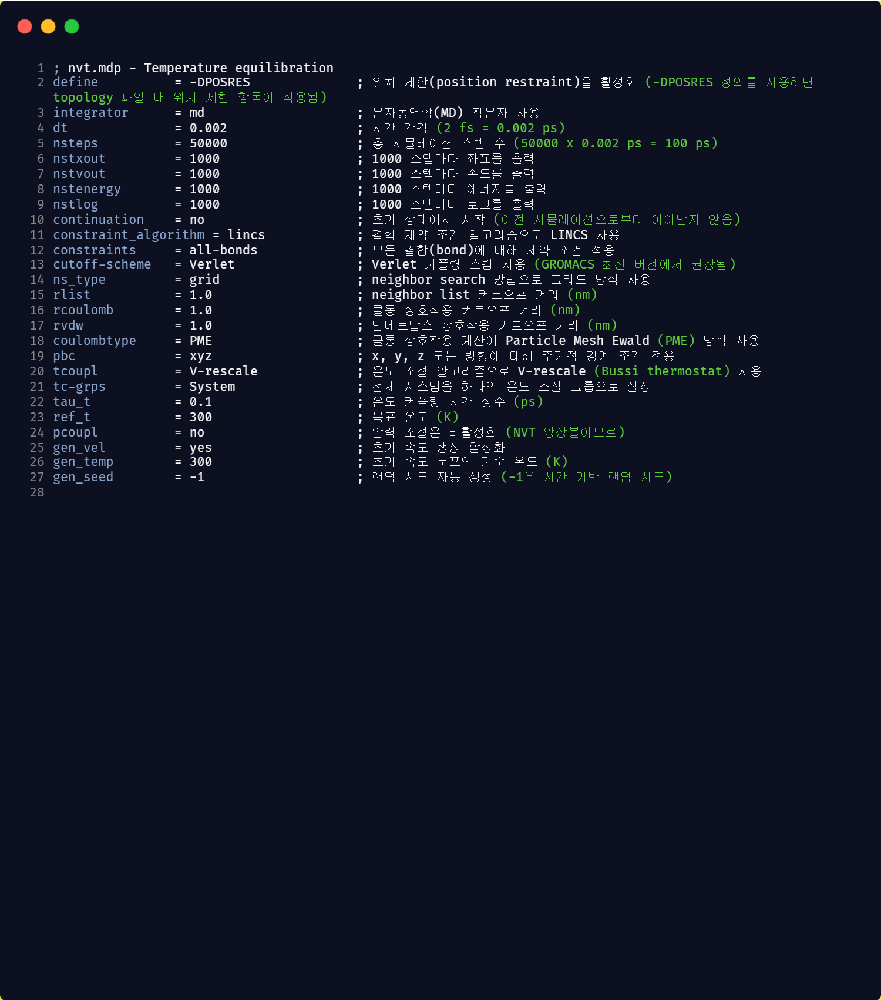 1 ; nvt.mdp - Temperature equilibration
2 define          = -DPOSRES              ; 위치 제한(position restraint)을 활성화 (-DPOSRES 정의를 사용하면
topology 파일 내 위치 제한 항목이 적용됨)
3 integrator      = md                    ; 분자동역학(MD) 적분자 사용
4 dt              = 0.002                 ; 시간 간격 (2 fs = 0.002 ps)
5 nsteps          = 50000                 ; 총 시뮬레이션 스텝 수 (50000 x 0.002 ps = 100 ps)
6 nstxout         = 1000                  ; 1000 스텝마다 좌표를 출력
7 nstvout         = 1000                  ; 1000 스텝마다 속도를 출력
8 nstenergy       = 1000                  ; 1000 스텝마다 에너지를 출력
9 nstlog          = 1000                  ; 1000 스텝마다 로그를 출력
10 continuation    = no                    ; 초기 상태에서 시작 (이전 시뮬레이션으로부터 이어받지 않음)
11 constraint_algorithm = lincs            ; 결합 제약 조건 알고리즘으로 LINCS 사용
12 constraints     = all-bonds             ; 모든 결합(bond)에 대해 제약 조건 적용
13 cutoff-scheme   = Verlet                ; Verlet 커플링 스킴 사용 (GROMACS 최신 버전에서 권장됨)
14 ns_type         = grid                  ; neighbor search 방법으로 그리드 방식 사용
15 rlist           = 1.0                   ; neighbor list 커트오프 거리 (nm)
16 rcoulomb        = 1.0                   ; 쿨롱 상호작용 커트오프 거리 (nm)
17 rvdw            = 1.0                   ; 반데르발스 상호작용 커트오프 거리 (nm)
18 coulombtype     = PME                   ; 쿨롱 상호작용 계산에 Particle Mesh Ewald (PME) 방식 사용
19 pbc             = xyz                   ; x, y, z 모든 방향에 대해 주기적 경계 조건 적용
20 tcoupl          = V-rescale             ; 온도 조절 알고리즘으로 V-rescale (Bussi thermostat) 사용
21 tc-grps         = System                ; 전체 시스템을 하나의 온도 조절 그룹으로 설정
22 tau_t           = 0.1                   ; 온도 커플링 시간 상수 (ps)
23 ref_t           = 300                   ; 목표 온도 (K)
24 pcoupl          = no                    ; 압력 조절은 비활성화 (NVT 앙상블이므로)
25 gen_vel         = yes                   ; 초기 속도 생성 활성화
26 gen_temp        = 300                   ; 초기 속도 분포의 기준 온도 (K)
27 gen_seed        = -1                    ; 랜덤 시드 자동 생성 (-1은 시간 기반 랜덤 시드)
28